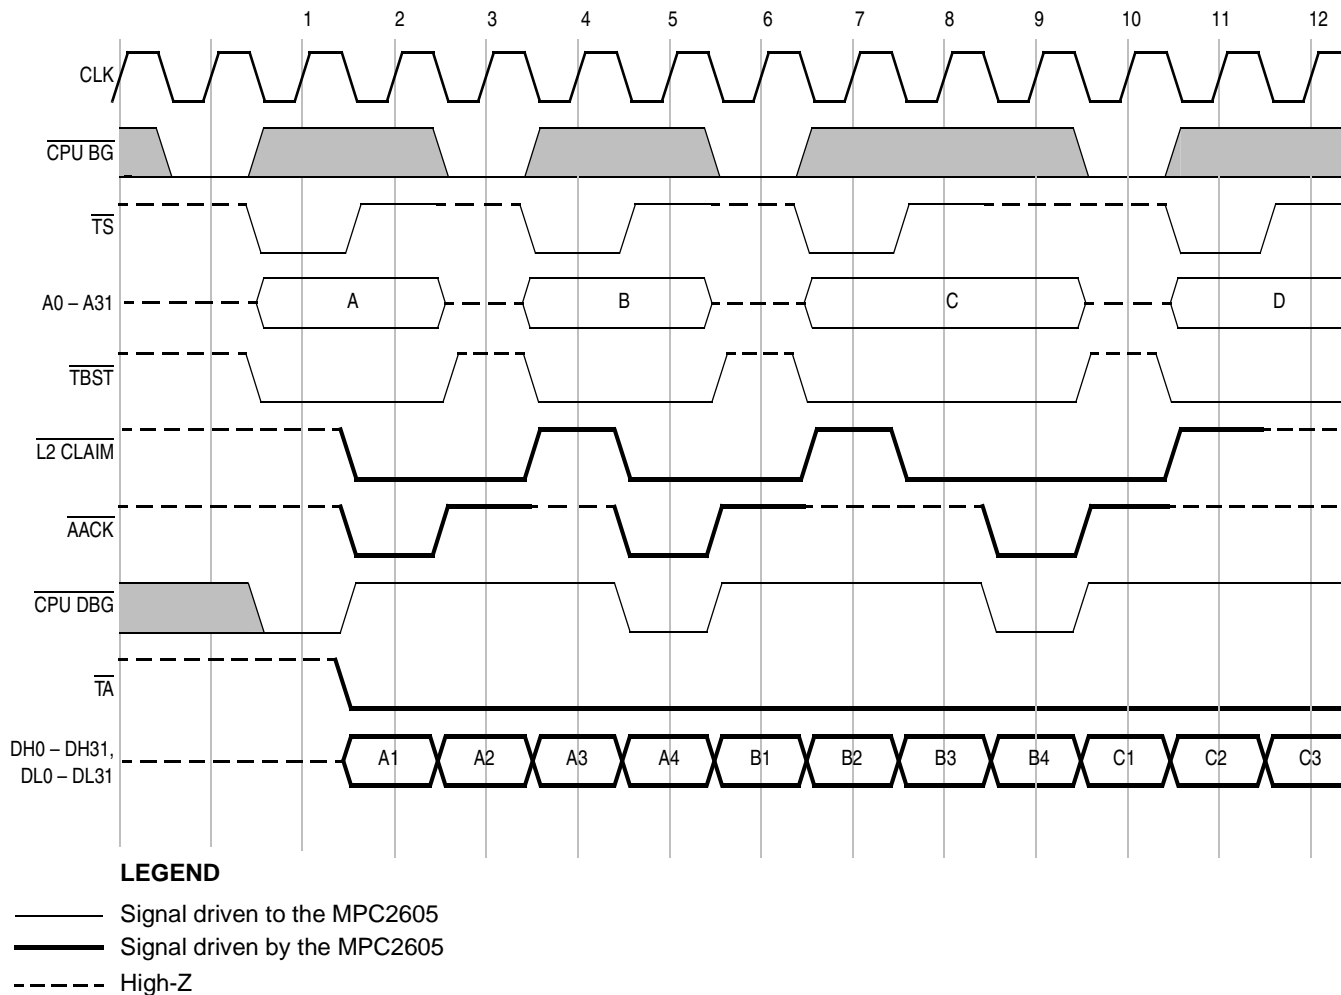 1 2 3 4 5 6 7 8 9 10 11 12
CLK
CPU BG
TS
A0 – A31 A B C D
TBST
L2 CLAIM
AACK
CPU DBG
TA
DH0 – DH31,
DL0 – DL31
A1 A2 A3 A4 B1 B2 B3 B4 C1 C2 C3
LEGEND
Signal driven to the MPC2605
Signal driven by the MPC2605
High-Z